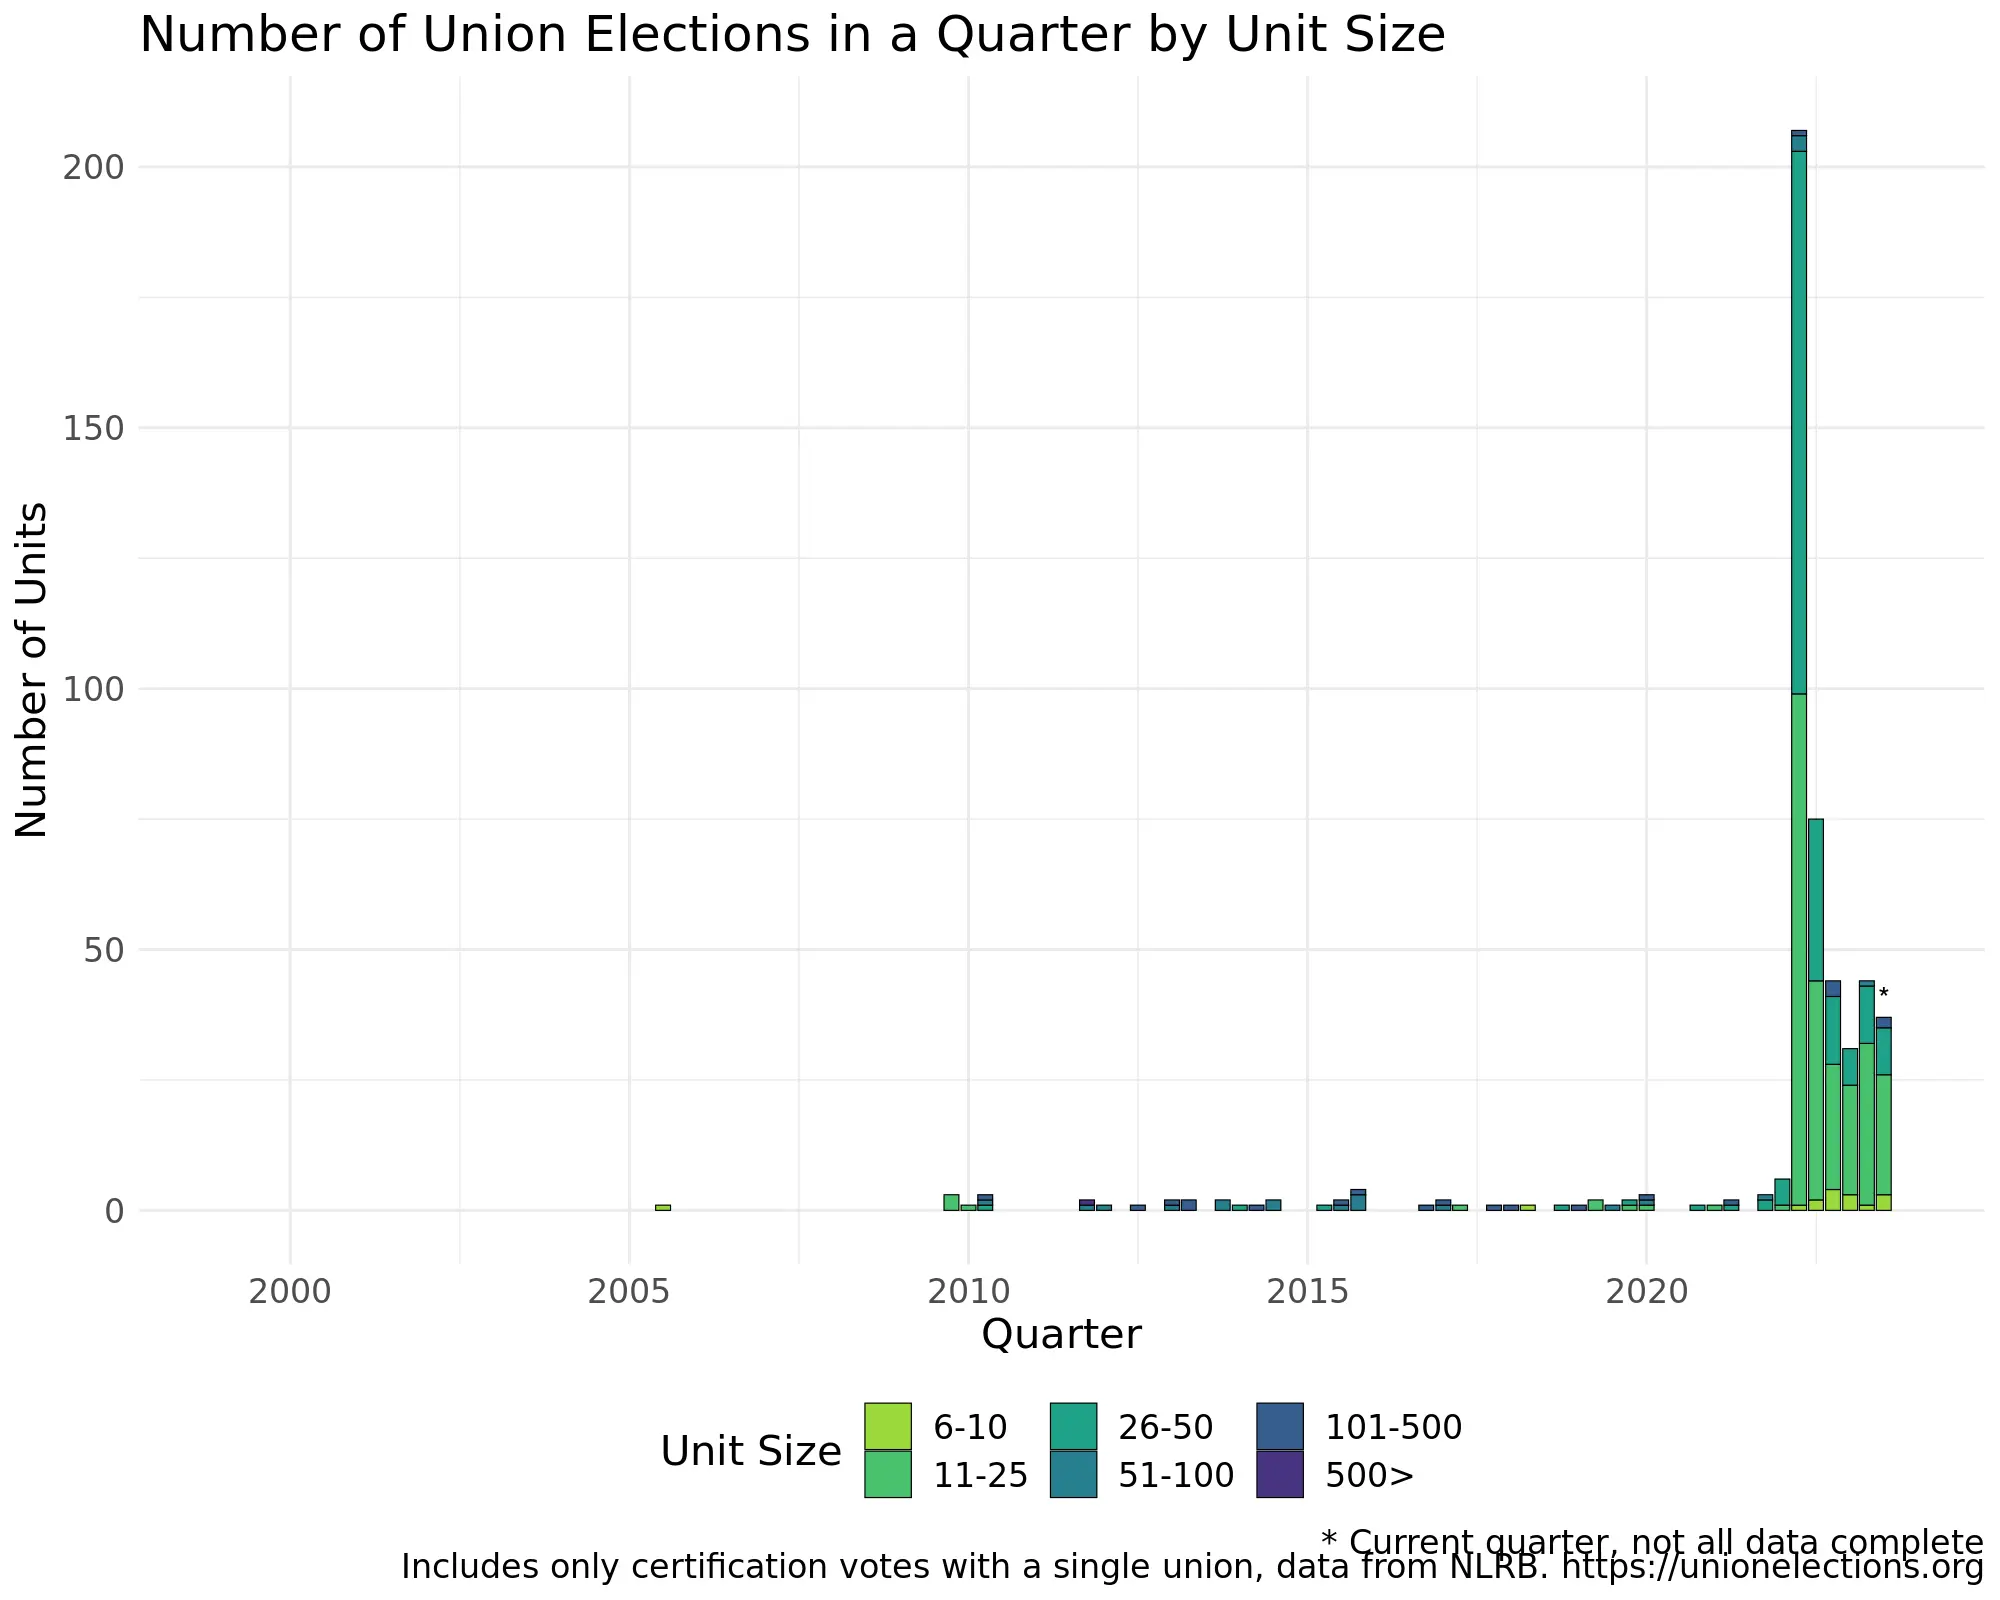 Number of Union Elections in a Quarter by Unit Size
Number of Units
200
150
100
50
0
*
2000 2005 2010 2015 2020
Quarter
Unit Size
6-10 26-50 101-500
11-25 51-100 500>
* Current quarter, not all data complete
Includes only certification votes with a single union, data from NLRB. https://unionelections.org